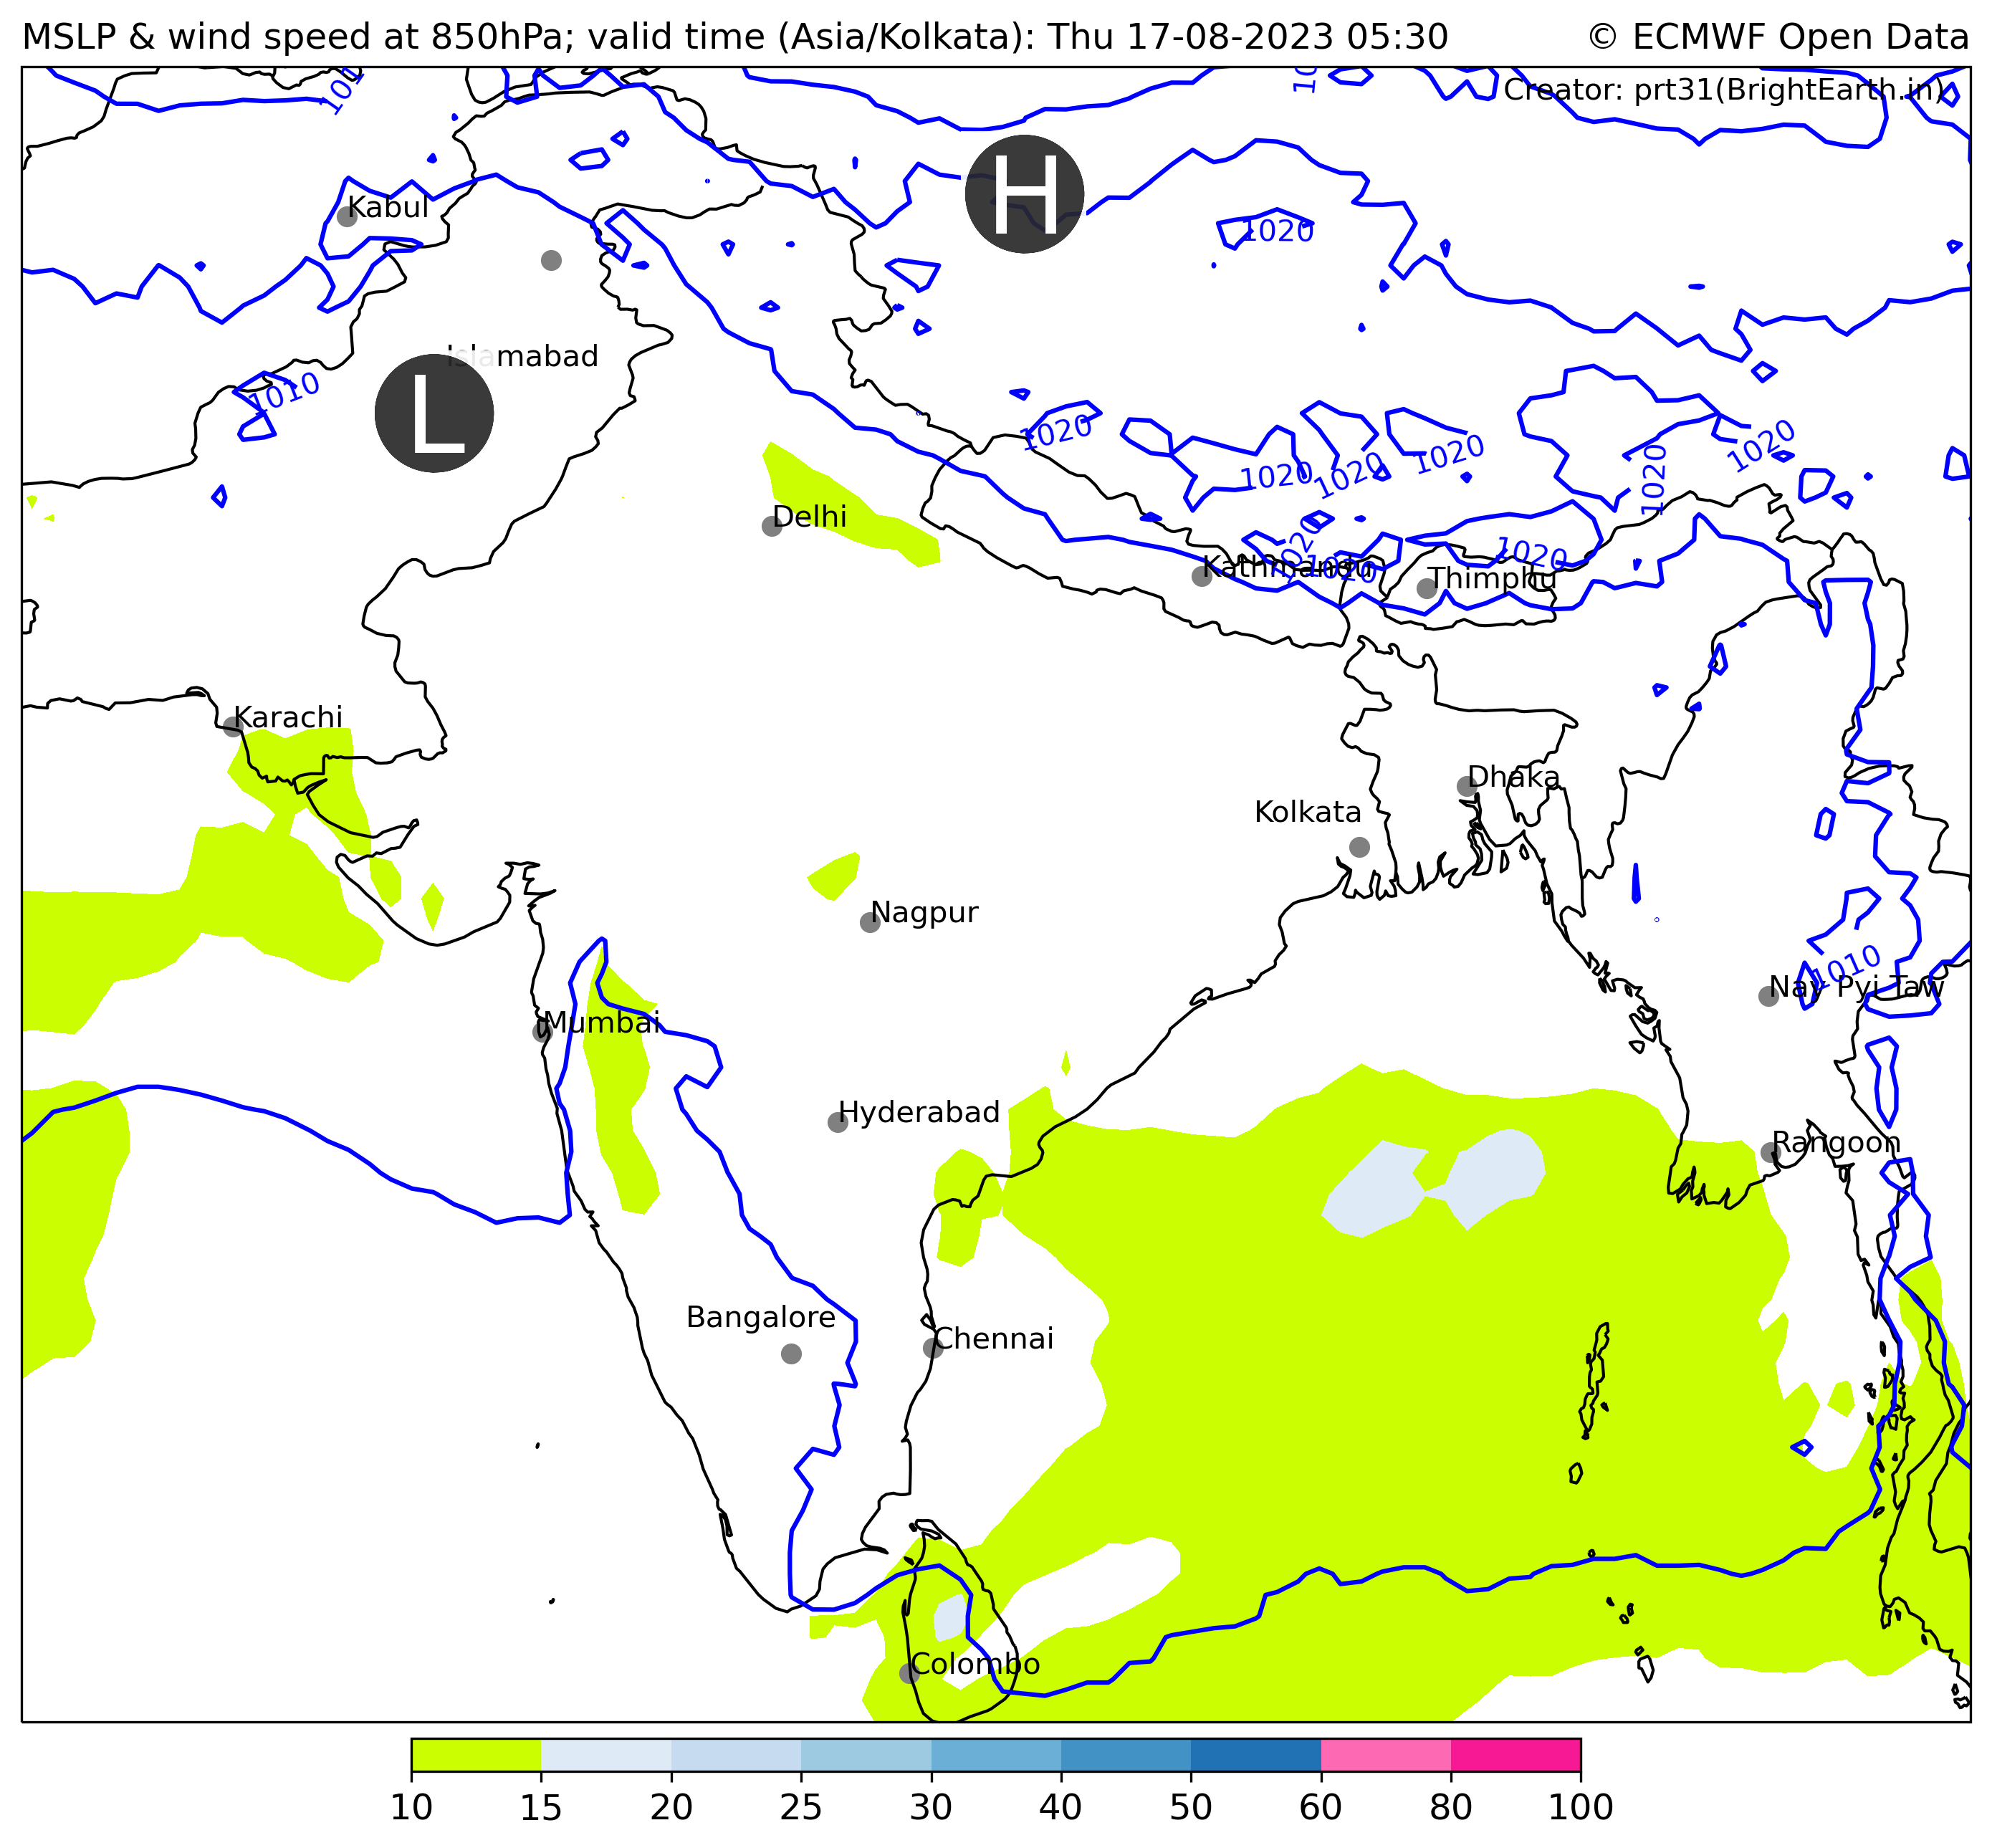 MSLP & wind speed at 850hPa; valid time (Asia/Kolkata): Thu 17-08-2023 05:30
© ECMWF Open Data
Creator: prt31(BrightEarth.in)
H
Kabul
1020
Islamabad
L
1010
1020
1020
1020
1020
1020
1020
Delhi
1020
1020
1020
Kathmandu
Thimphu
Karachi
Dhaka
Kolkata
Nagpur
1010
Nay Pyi Taw
Mumbai
Hyderabad
Rangoon
Bangalore
Chennai
Colombo
10 15 20 25 30 40 50 60 80 100